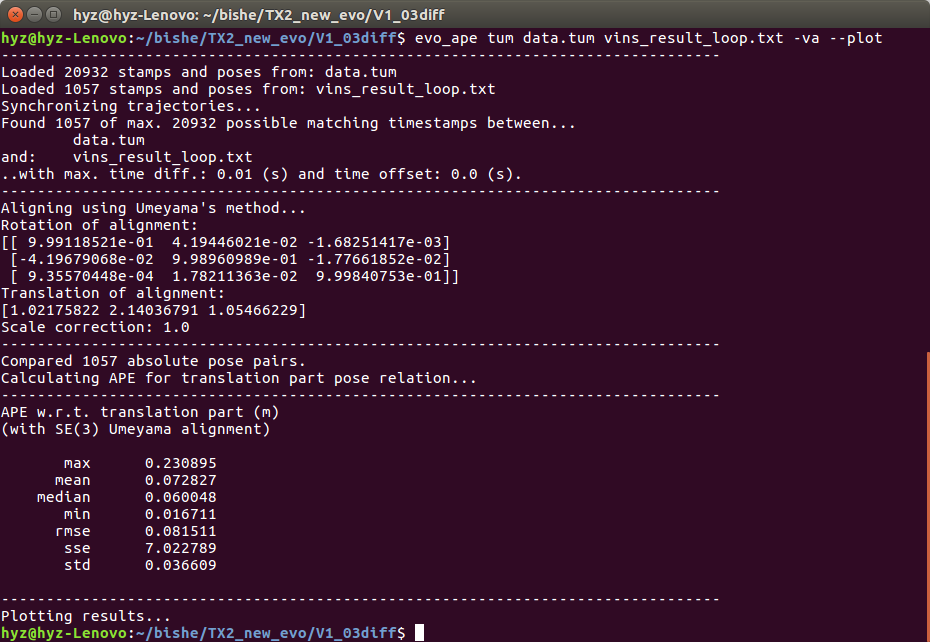 hyz@hyz-Lenovo: ~/bishe/TX2_new_evo/V1_03diff
hyz@hyz-Lenovo:~/bishe/TX2_new_evo/V1_03diff$ evo_ape tum data.tum vins_result_loop.txt -va --plot
--------------------------------------------------------------------------------
Loaded 20932 stamps and poses from: data.tum
Loaded 1057 stamps and poses from: vins_result_loop.txt
Synchronizing trajectories...
Found 1057 of max. 20932 possible matching timestamps between...
        data.tum
and:    vins_result_loop.txt
..with max. time diff.: 0.01 (s) and time offset: 0.0 (s).
--------------------------------------------------------------------------------
Aligning using Umeyama's method...
Rotation of alignment:
[[ 9.99118521e-01  4.19446021e-02 -1.68251417e-03]
 [-4.19679068e-02  9.98960989e-01 -1.77661852e-02]
 [ 9.35570448e-04  1.78211363e-02  9.99840753e-01]]
Translation of alignment:
[1.02175822 2.14036791 1.05466229]
Scale correction: 1.0
--------------------------------------------------------------------------------
Compared 1057 absolute pose pairs.
Calculating APE for translation part pose relation...
--------------------------------------------------------------------------------
APE w.r.t. translation part (m)
(with SE(3) Umeyama alignment)

       max      0.230895
      mean      0.072827
    median      0.060048
       min      0.016711
      rmse      0.081511
       sse      7.022789
       std      0.036609

--------------------------------------------------------------------------------
Plotting results...
hyz@hyz-Lenovo:~/bishe/TX2_new_evo/V1_03diff$